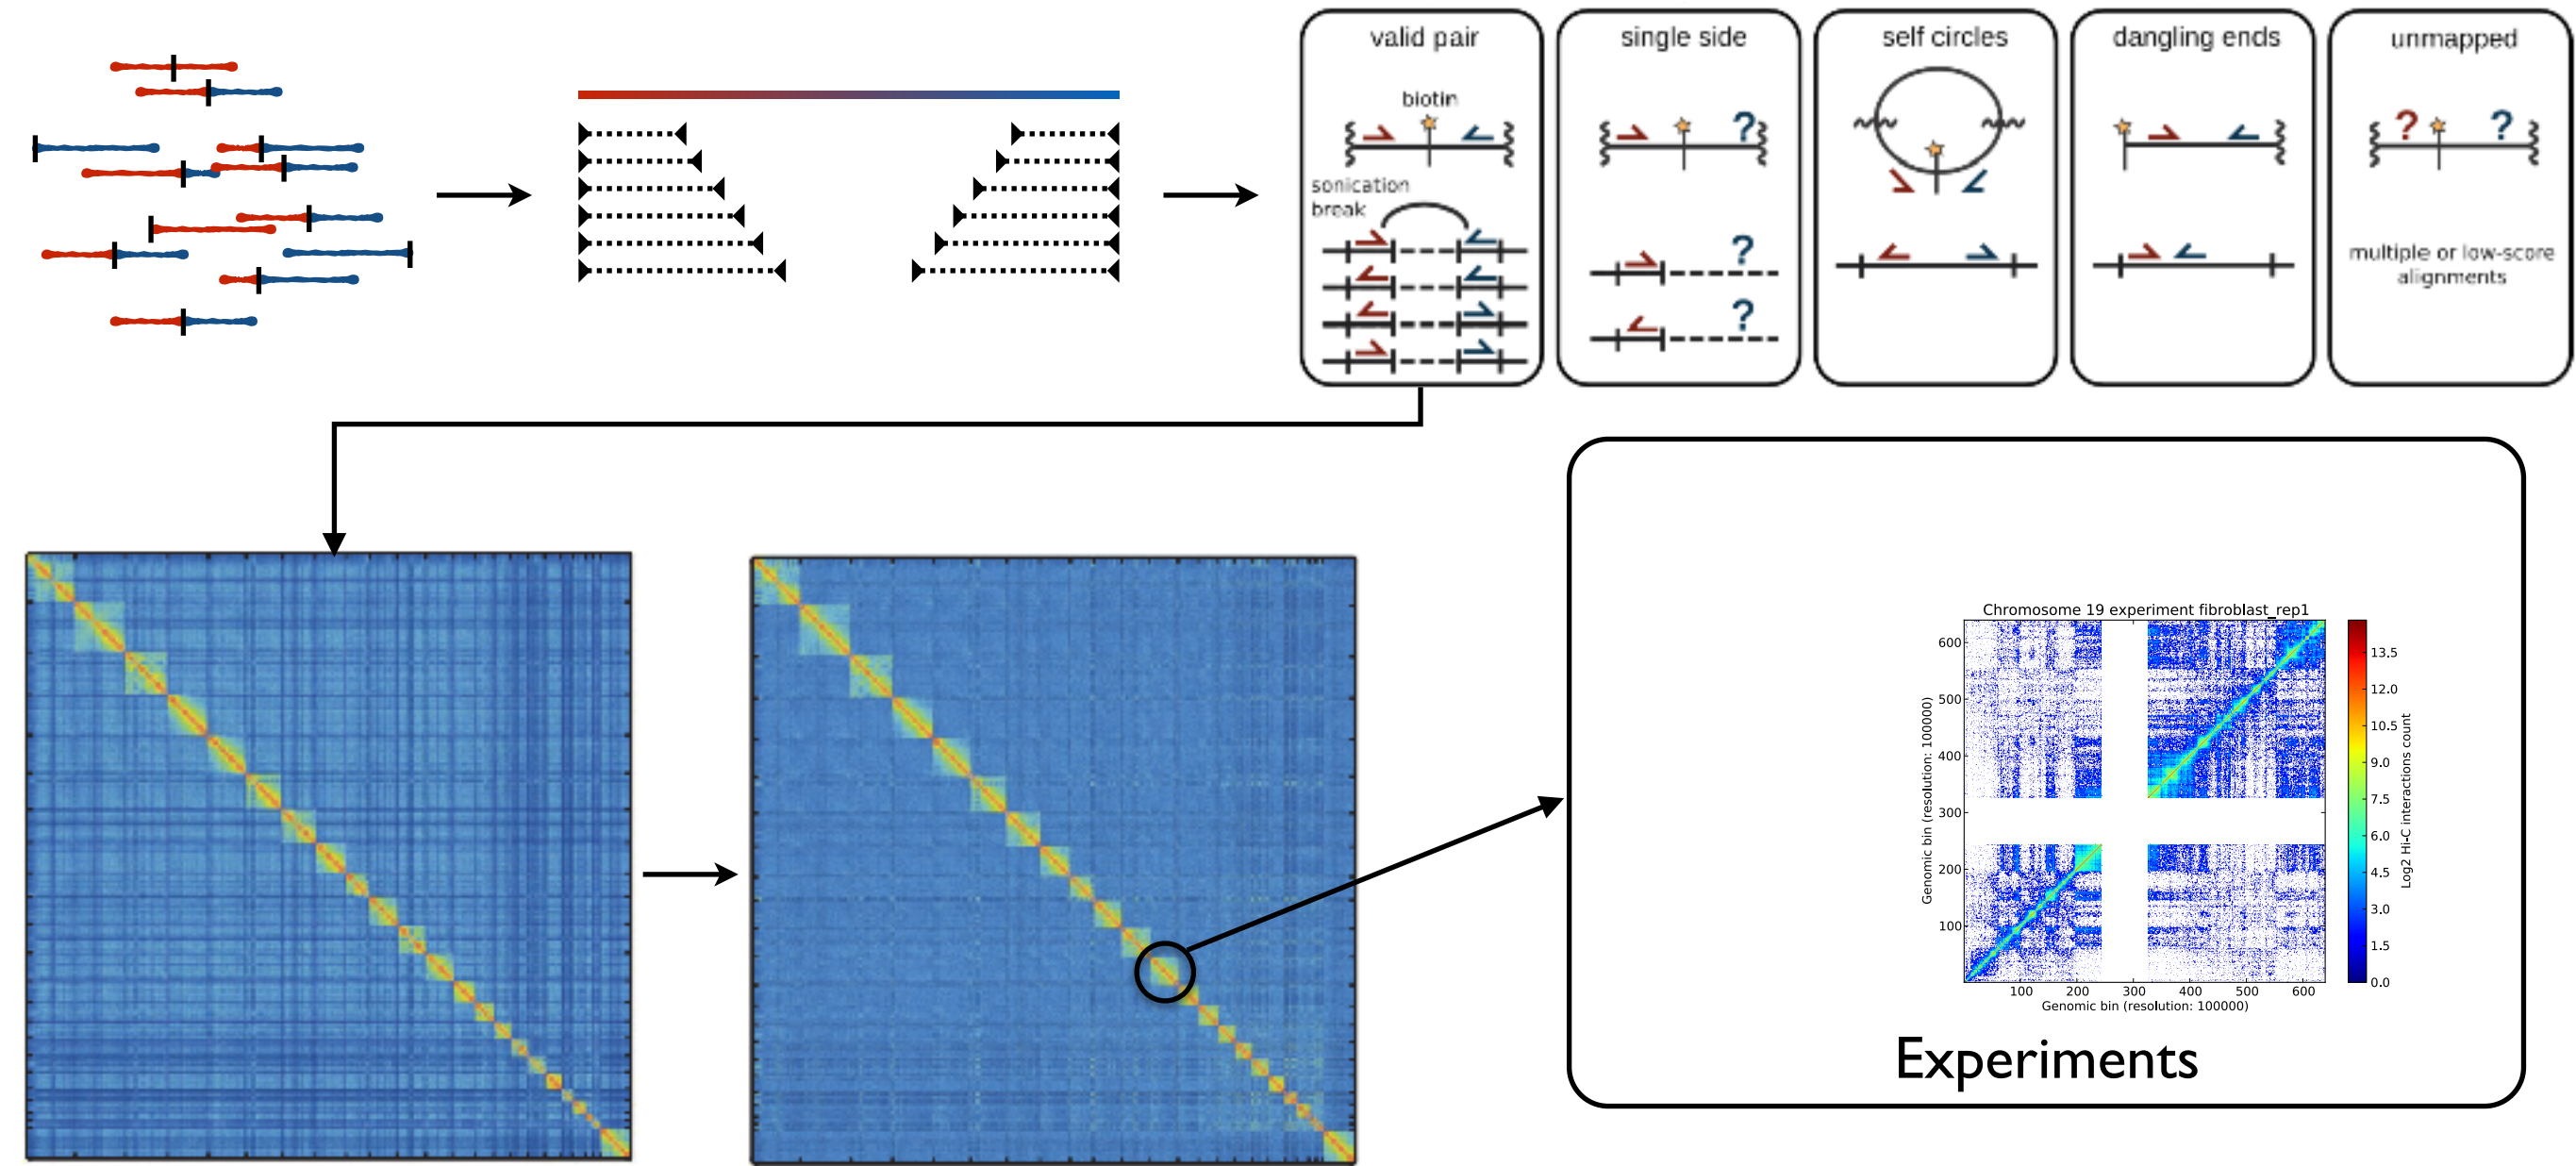 valid pair
biotin
sonication
break
single side
?
?
?
self circles
dangling ends
unmapped
? ?
multiple or low-score
alignments
Chromosome 19 experiment fibroblast_rep1
Genomic bin (resolution: 100000)
600
500
400
300
200
100
100 200 300 400 500 600
Genomic bin (resolution: 100000)
13.5
12.0
10.5
9.0
7.5
6.0
4.5
3.0
1.5
0.0
Log2 Hi-C interactions count
Experiments